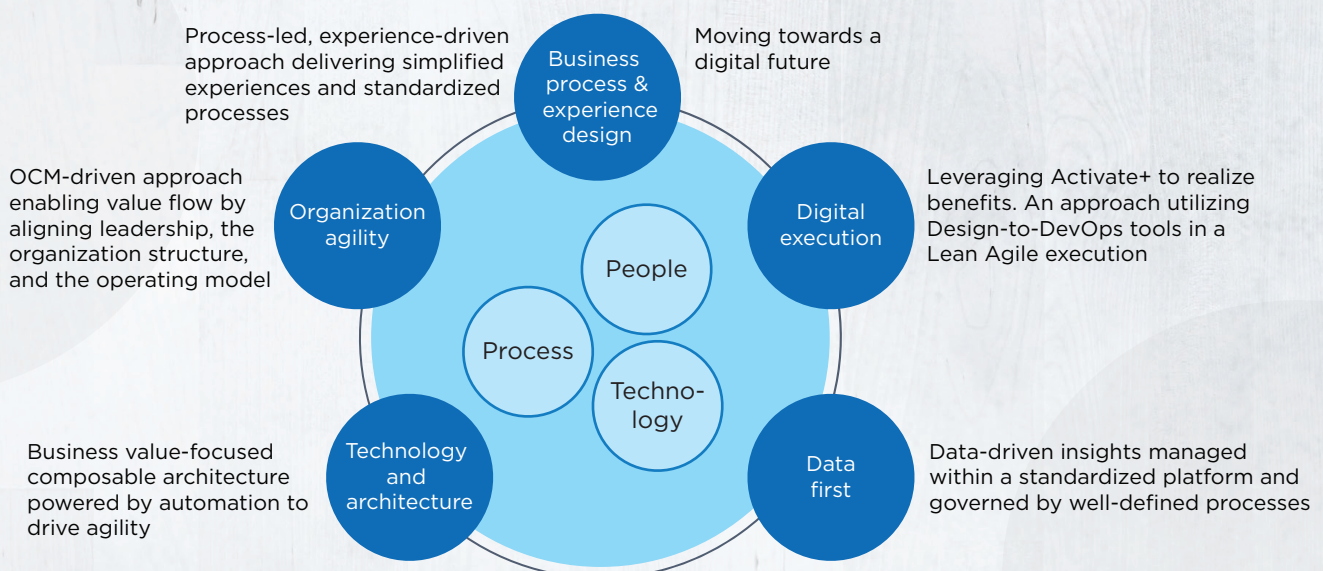 Process-led, experience-driven
approach delivering simplified
experiences and standardized
processes
Business
process &
experience
design
Moving towards a
digital future
OCM-driven approach
enabling value flow by
aligning leadership, the
organization structure,
and the operating model
Organization
agility
Digital
execution
Leveraging Activate+ to realize
benefits. An approach utilizing
Design-to-DevOps tools in a
Lean Agile execution
People
Process
Techno-
logy
Business value-focused
composable architecture
powered by automation to
drive agility
Technology
and
architecture
Data
first
Data-driven insights managed
within a standardized platform and
governed by well-defined processes